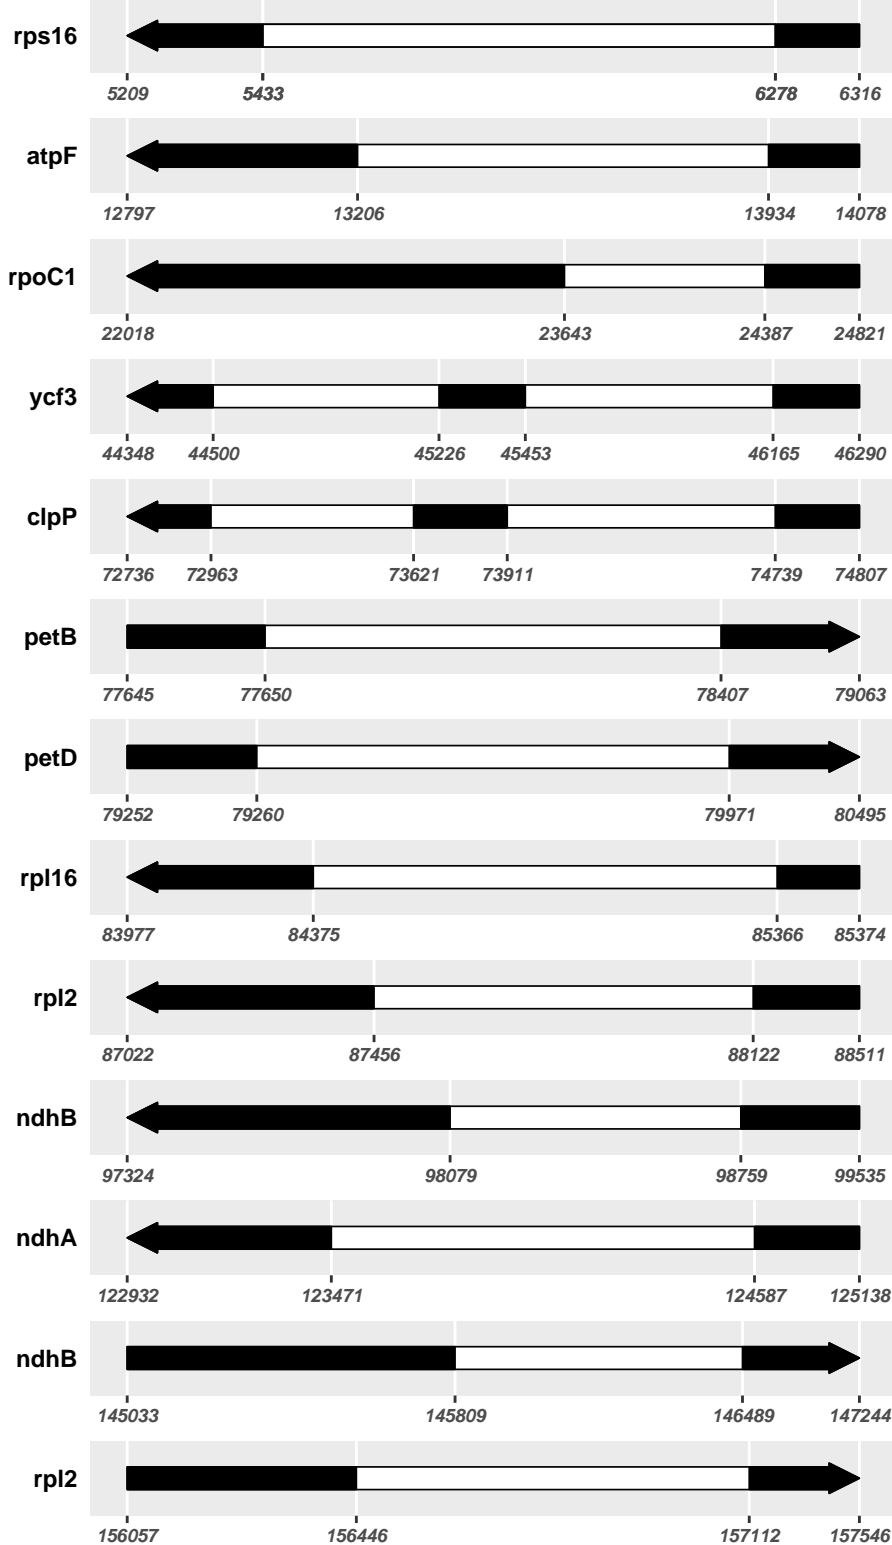 rps16
5209 5433 6278 6316
atpF
12797 13206 13934 14078
rpoC1
22018 23643 24387 24821
ycf3
44348 44500 45226 45453 46165 46290
clpP
72736 72963 73621 73911 74739 74807
petB
77645 77650 78407 79063
petD
79252 79260 79971 80495
rpl16
83977 84375 85366 85374
rpl2
87022 87456 88122 88511
ndhB
97324 98079 98759 99535
ndhA
122932 123471 124587 125138
ndhB
145033 145809 146489 147244
rpl2
156057 156446 157112 157546